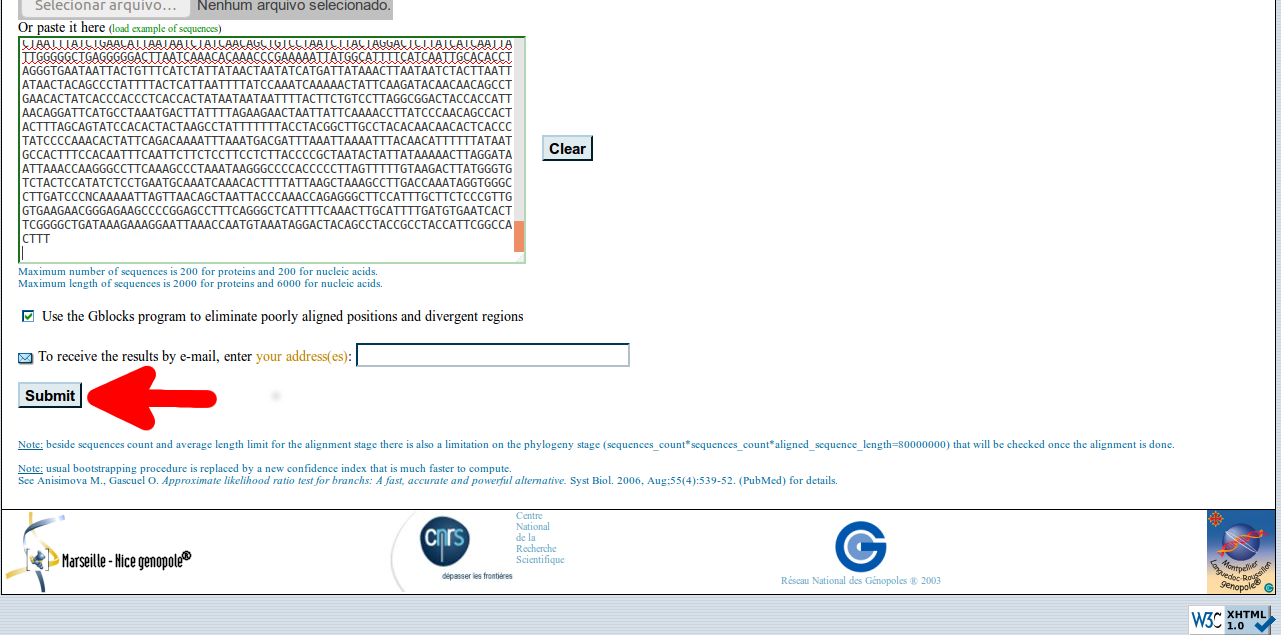 Selecionar arquivo... Nenhum arquivo selecionado.
Or paste it here (load example of sequences)
CTAATTTATCTGAACATTAATAATCTATCAACAGCTGTCCTAATCTTACTAGGACTCTTATCATCAATTA
TTGGGGGCTGAGGGGGACTTAATCAAACACAAACCCGAAAAATTATGGCATTTTCATCAATTGCACACCT
AGGGTGAATAATTACTGTTTCATCTATTATAACTAATATCATGATTATAAACTTAATAATCTACTTAATT
ATAACTACAGCCCTATTTTACTCATTAATTTTATCCAAATCAAAAACTATTCAAGATACAACAACAGCCT
GAACACTATCACCCACCCTCACCACTATAATAATAATTTTACTTCTGTCCTTAGGCGGACTACCACCATT
AACAGGATTCATGCCTAAATGACTTATTTTAGAAGAACTAATTATTCAAAACCTTATCCCAACAGCCACT
ACTTTAGCAGTATCCACACTACTAAGCCTATTTTTTTACCTACGGCTTGCCTACACAACAACACTCACCC
TATCCCCAAACACTATTCAGACAAAATTTAAATGACGATTTAAATTAAAATTTACAACATTTTTTATAAT
GCCACTTTCCACAATTTCAATTCTTCTCCTTCCTCTTACCCCGCTAATACTATTATAAAAACTTAGGATA
ATTAAACCAAGGGCCTTCAAAGCCCTAAATAAGGGCCCCACCCCCTTAGTTTTTGTAAGACTTATGGGTG
TCTACTCCATATCTCCTGAATGCAAATCAAACACTTTTATTAAGCTAAAGCCTTGACCAAATAGGTGGGC
CTTGATCCCNCAAAAATTAGTTAACAGCTAATTACCCAAACCAGAGGGCTTCCATTTGCTTCTCCCGTTG
GTGAAGAACGGGAGAAGCCCCGGAGCCTTTCAGGGCTCATTTTCAAACTTGCATTTTGATGTGAATCACT
TCGGGGCTGATAAAGAAAGGAATTAAACCAATGTAAATAGGACTACAGCCTACCGCCTACCATTCGGCCA
CTTT
Clear
Maximum number of sequences is 200 for proteins and 200 for nucleic acids.
Maximum length of sequences is 2000 for proteins and 6000 for nucleic acids.
Use the Gblocks program to eliminate poorly aligned positions and divergent regions
To receive the results by e-mail, enter your address(es):
Submit
Note: beside sequences count and average length limit for the alignment stage there is also a limitation on the phylogeny stage (sequences_count*sequences_count*aligned_sequence_length=80000000) that will be checked once the alignment is done.
Note: usual bootstrapping procedure is replaced by a new confidence index that is much faster to compute.
See Anisimova M., Gascuel O. Approximate likelihood ratio test for branchs: A fast, accurate and powerful alternative. Syst Biol. 2006, Aug;55(4):539-52. (PubMed) for details.
Marseille - Nice genopole®
cnrs
dépasser les frontières
Centre
National
de la
Recherche
Scientifique
Réseau National des Génopoles ® 2003
Montpellier
Languedoc-Roussillon
genopole®
W3C XHTML
1.0